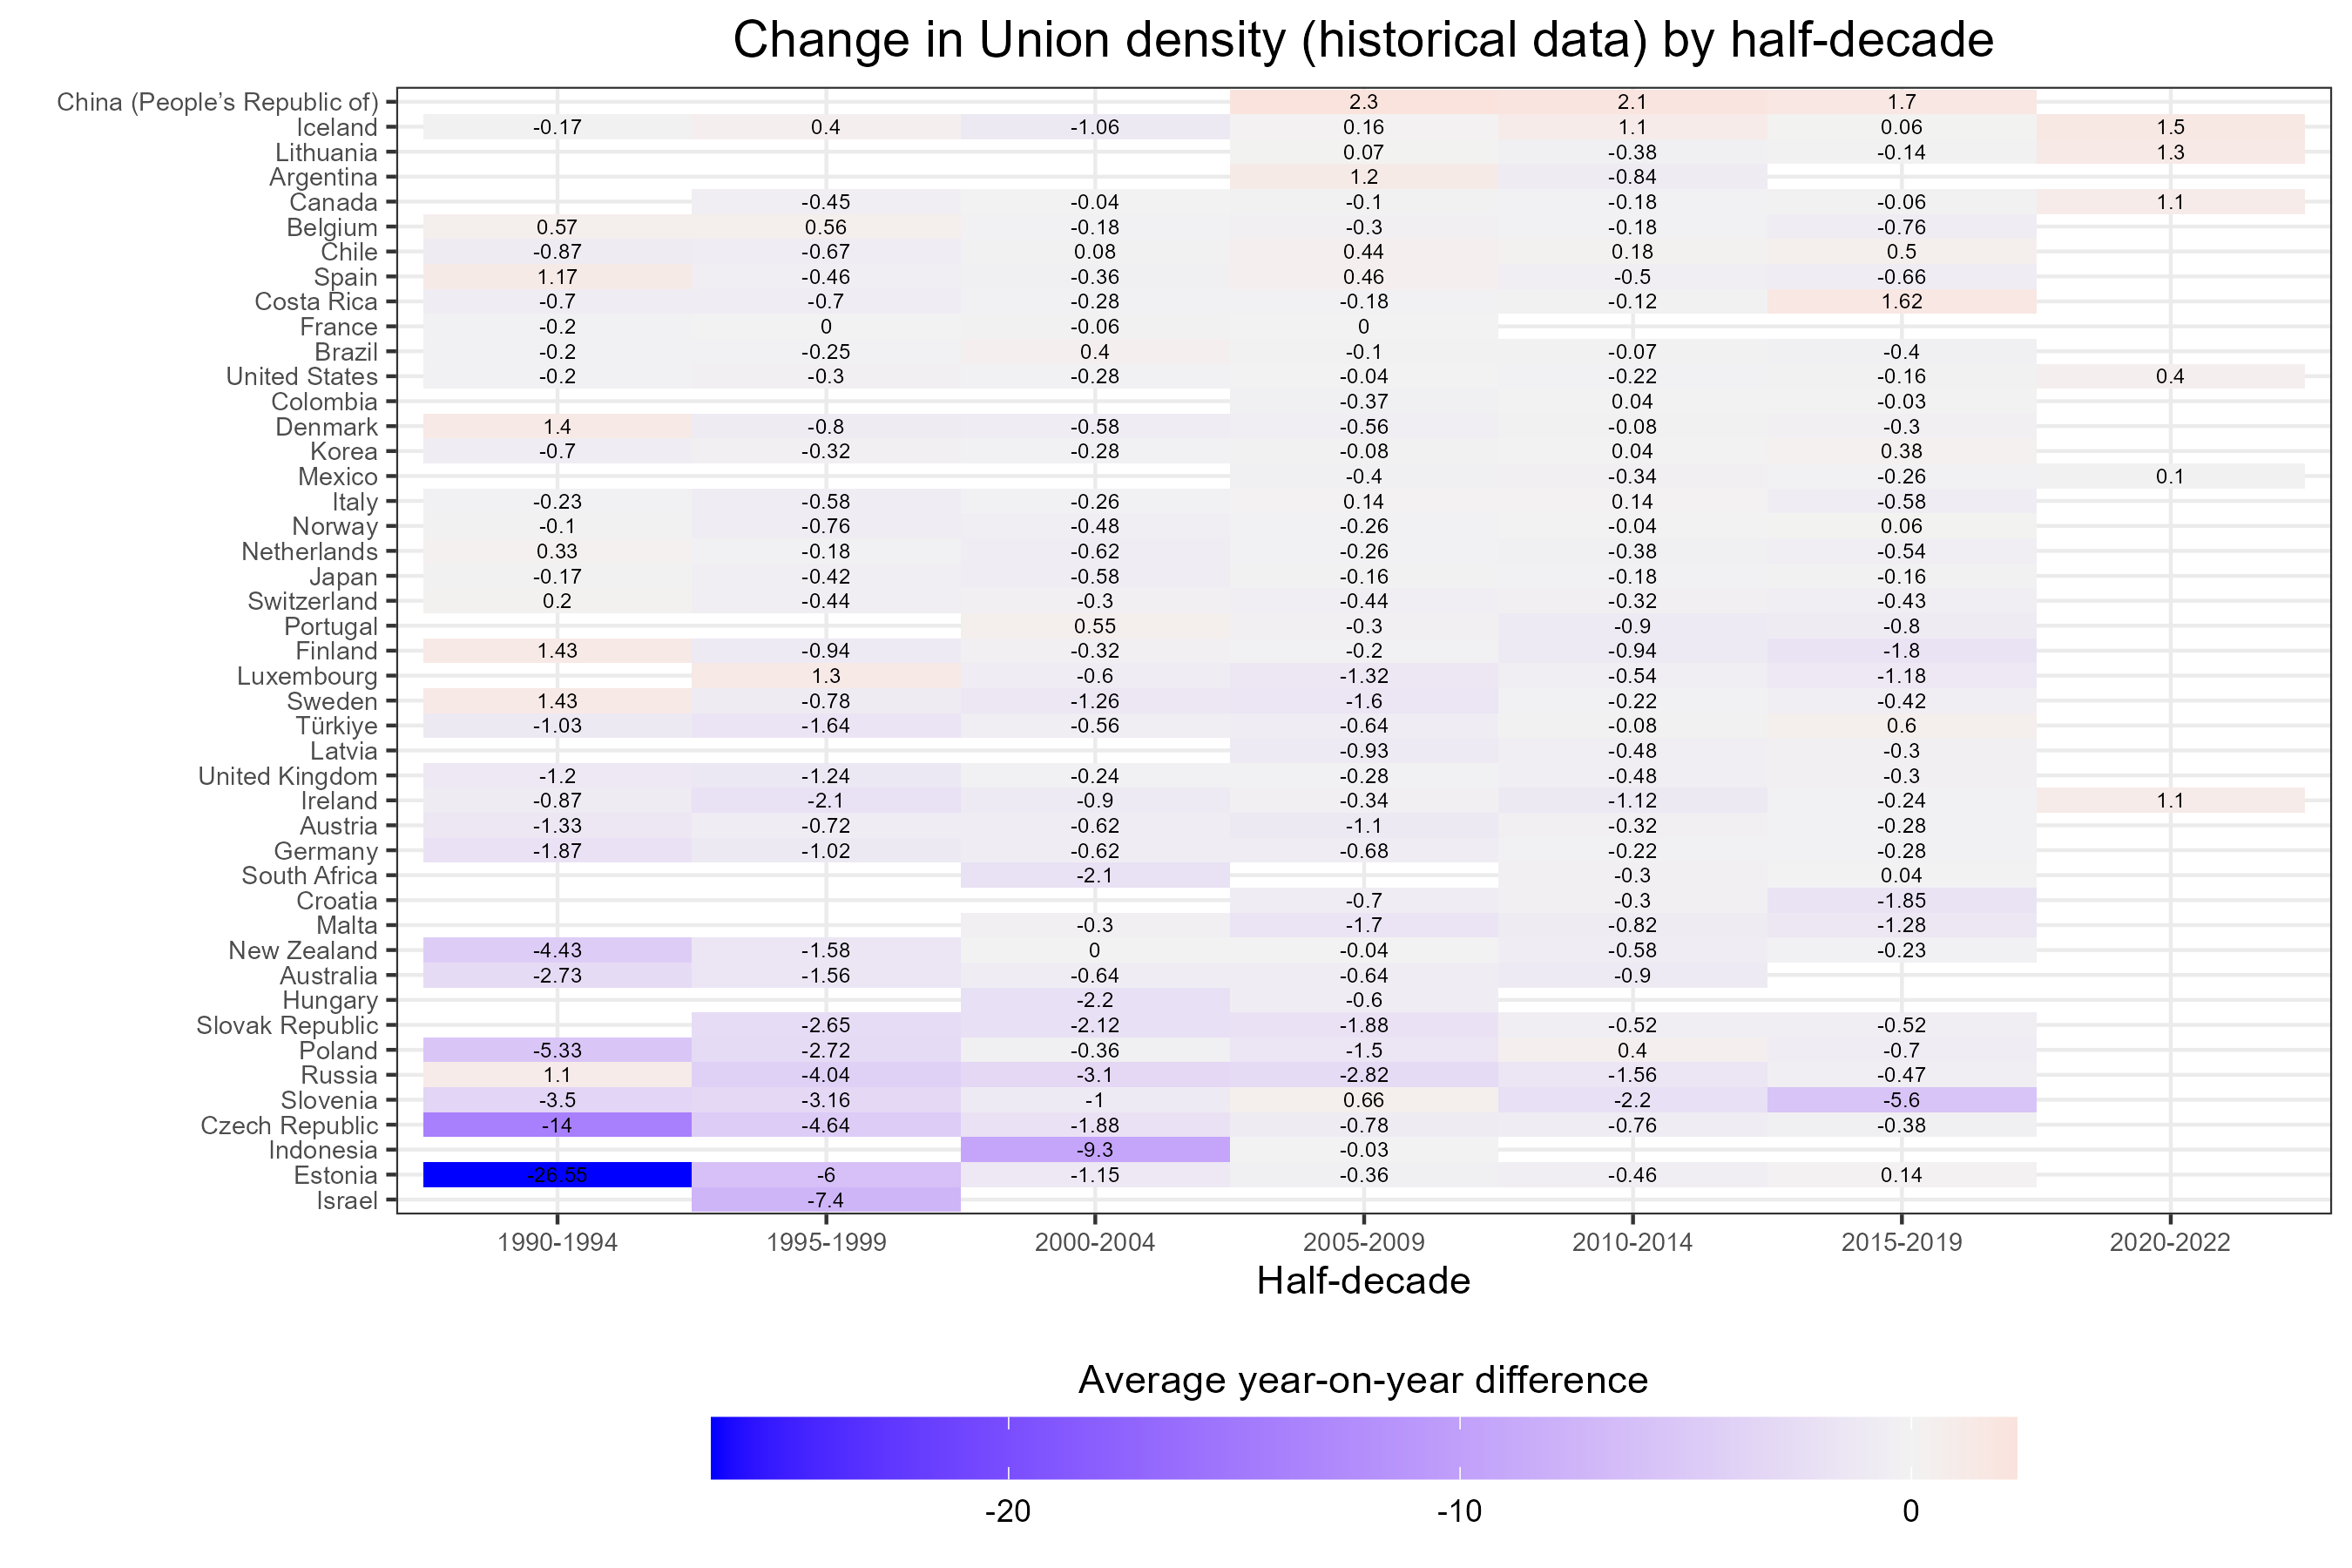 Change in Union density (historical data) by half-decade
China (People’s Republic of) 2.3 2.1 1.7
Iceland -0.17 0.4 -1.06 0.16 1.1 0.06 1.5
Lithuania 0.07 -0.38 -0.14 1.3
Argentina 1.2 -0.84
Canada -0.45 -0.04 -0.1 -0.18 -0.06 1.1
Belgium 0.57 0.56 -0.18 -0.3 -0.18 -0.76
Chile -0.87 -0.67 0.08 0.44 0.18 0.5
Spain 1.17 -0.46 -0.36 0.46 -0.5 -0.66
Costa Rica -0.7 -0.7 -0.28 -0.18 -0.12 1.62
France -0.2 0 -0.06 0
Brazil -0.2 -0.25 0.4 -0.1 -0.07 -0.4
United States -0.2 -0.3 -0.28 -0.04 -0.22 -0.16 0.4
Colombia -0.37 0.04 -0.03
Denmark 1.4 -0.8 -0.58 -0.56 -0.08 -0.3
Korea -0.7 -0.32 -0.28 -0.08 0.04 0.38
Mexico -0.4 -0.34 -0.26 0.1
Italy -0.23 -0.58 -0.26 0.14 0.14 -0.58
Norway -0.1 -0.76 -0.48 -0.26 -0.04 0.06
Netherlands 0.33 -0.18 -0.62 -0.26 -0.38 -0.54
Japan -0.17 -0.42 -0.58 -0.16 -0.18 -0.16
Switzerland 0.2 -0.44 -0.3 -0.44 -0.32 -0.43
Portugal 0.55 -0.3 -0.9 -0.8
Finland 1.43 -0.94 -0.32 -0.2 -0.94 -1.8
Luxembourg 1.3 -0.6 -1.32 -0.54 -1.18
Sweden 1.43 -0.78 -1.26 -1.6 -0.22 -0.42
Türkiye -1.03 -1.64 -0.56 -0.64 -0.08 0.6
Latvia -0.93 -0.48 -0.3
United Kingdom -1.2 -1.24 -0.24 -0.28 -0.48 -0.3
Ireland -0.87 -2.1 -0.9 -0.34 -1.12 -0.24 1.1
Austria -1.33 -0.72 -0.62 -1.1 -0.32 -0.28
Germany -1.87 -1.02 -0.62 -0.68 -0.22 -0.28
South Africa -2.1 -0.3 0.04
Croatia -0.7 -0.3 -1.85
Malta -0.3 -1.7 -0.82 -1.28
New Zealand -4.43 -1.58 0 -0.04 -0.58 -0.23
Australia -2.73 -1.56 -0.64 -0.64 -0.9
Hungary -2.2 -0.6
Slovak Republic -2.65 -2.12 -1.88 -0.52 -0.52
Poland -5.33 -2.72 -0.36 -1.5 0.4 -0.7
Russia 1.1 -4.04 -3.1 -2.82 -1.56 -0.47
Slovenia -3.5 -3.16 -1 0.66 -2.2 -5.6
Czech Republic -14 -4.64 -1.88 -0.78 -0.76 -0.38
Indonesia -9.3 -0.03
Estonia -26.55 -6 -1.15 -0.36 -0.46 0.14
Israel -7.4
1990-1994 1995-1999 2000-2004 2005-2009 2010-2014 2015-2019 2020-2022
Half-decade
Average year-on-year difference
-20 -10 0